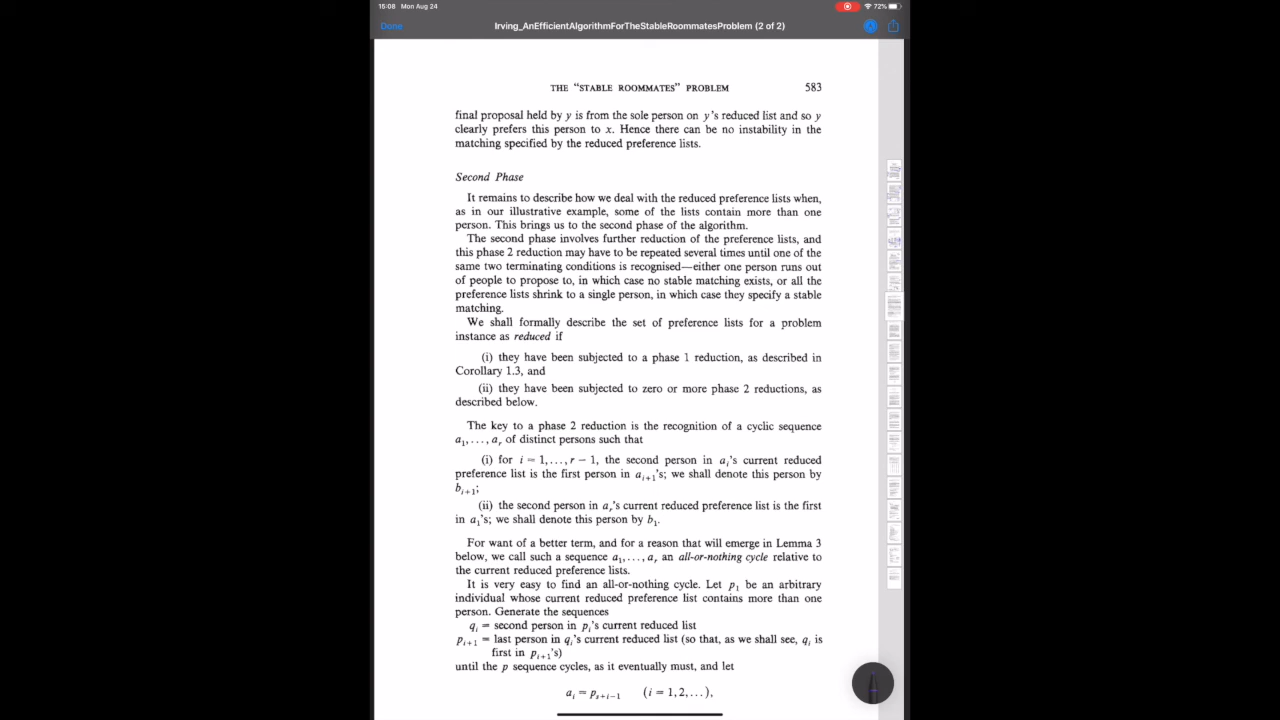 15:08 Mon Aug 24
72%
Done
Irving_AnEfficientAlgorithmForTheStableRoommatesProblem (2 of 2)
THE "STABLE ROOMMATES" PROBLEM 583
final proposal held by y is from the sole person on y's reduced list and so y
clearly prefers this person to x. Hence there can be no instability in the
matching specified by the reduced preference lists.
Second Phase
It remains to describe how we deal with the reduced preference lists when,
as in our illustrative example, some of the lists contain more than one
person. This brings us to the second phase of the algorithm.
The second phase involves further reduction of the preference lists, and
this phase 2 reduction may have to be repeated several times until one of the
same two terminating conditions is recognised—either one person runs out
of people to propose to, in which case no stable matching exists, or all the
preference lists shrink to a single person, in which case they specify a stable
matching.
We shall formally describe the set of preference lists for a problem
instance as reduced if
(i) they have been subjected to a phase 1 reduction, as described in
Corollary 1.3, and
(ii) they have been subjected to zero or more phase 2 reductions, as
described below.
The key to a phase 2 reduction is the recognition of a cyclic sequence
a₁,..., aᵣ of distinct persons such that
(i) for i = 1,..., r − 1, the second person in aᵢ's current reduced
preference list is the first person in aᵢ₊₁'s; we shall denote this person by
bᵢ₊₁;
(ii) the second person in aᵣ's current reduced preference list is the first
in a₁'s; we shall denote this person by b₁.
For want of a better term, and for a reason that will emerge in Lemma 3
below, we call such a sequence a₁,..., aᵣ an all-or-nothing cycle relative to
the current reduced preference lists.
It is very easy to find an all-or-nothing cycle. Let p₁ be an arbitrary
individual whose current reduced preference list contains more than one
person. Generate the sequences
qᵢ = second person in pᵢ's current reduced list
pᵢ₊₁ = last person in qᵢ's current reduced list (so that, as we shall see, qᵢ is
first in pᵢ₊₁'s)
until the p sequence cycles, as it eventually must, and let
aᵢ = pₛ₊ᵢ₋₁ (i = 1, 2,...),